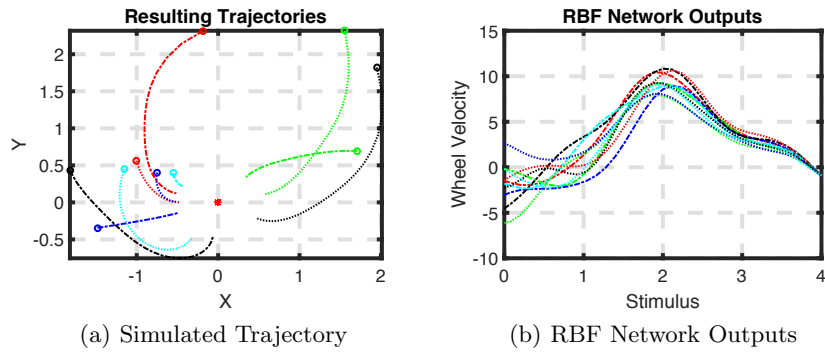 Resulting Trajectories
2
1.5
1
0.5
0
-0.5
Y
-1
0
1
2
X
(a) Simulated Trajectory
RBF Network Outputs
15
10
5
0
-5
-10
Wheel Velocity
0
1
2
3
4
Stimulus
(b) RBF Network Outputs